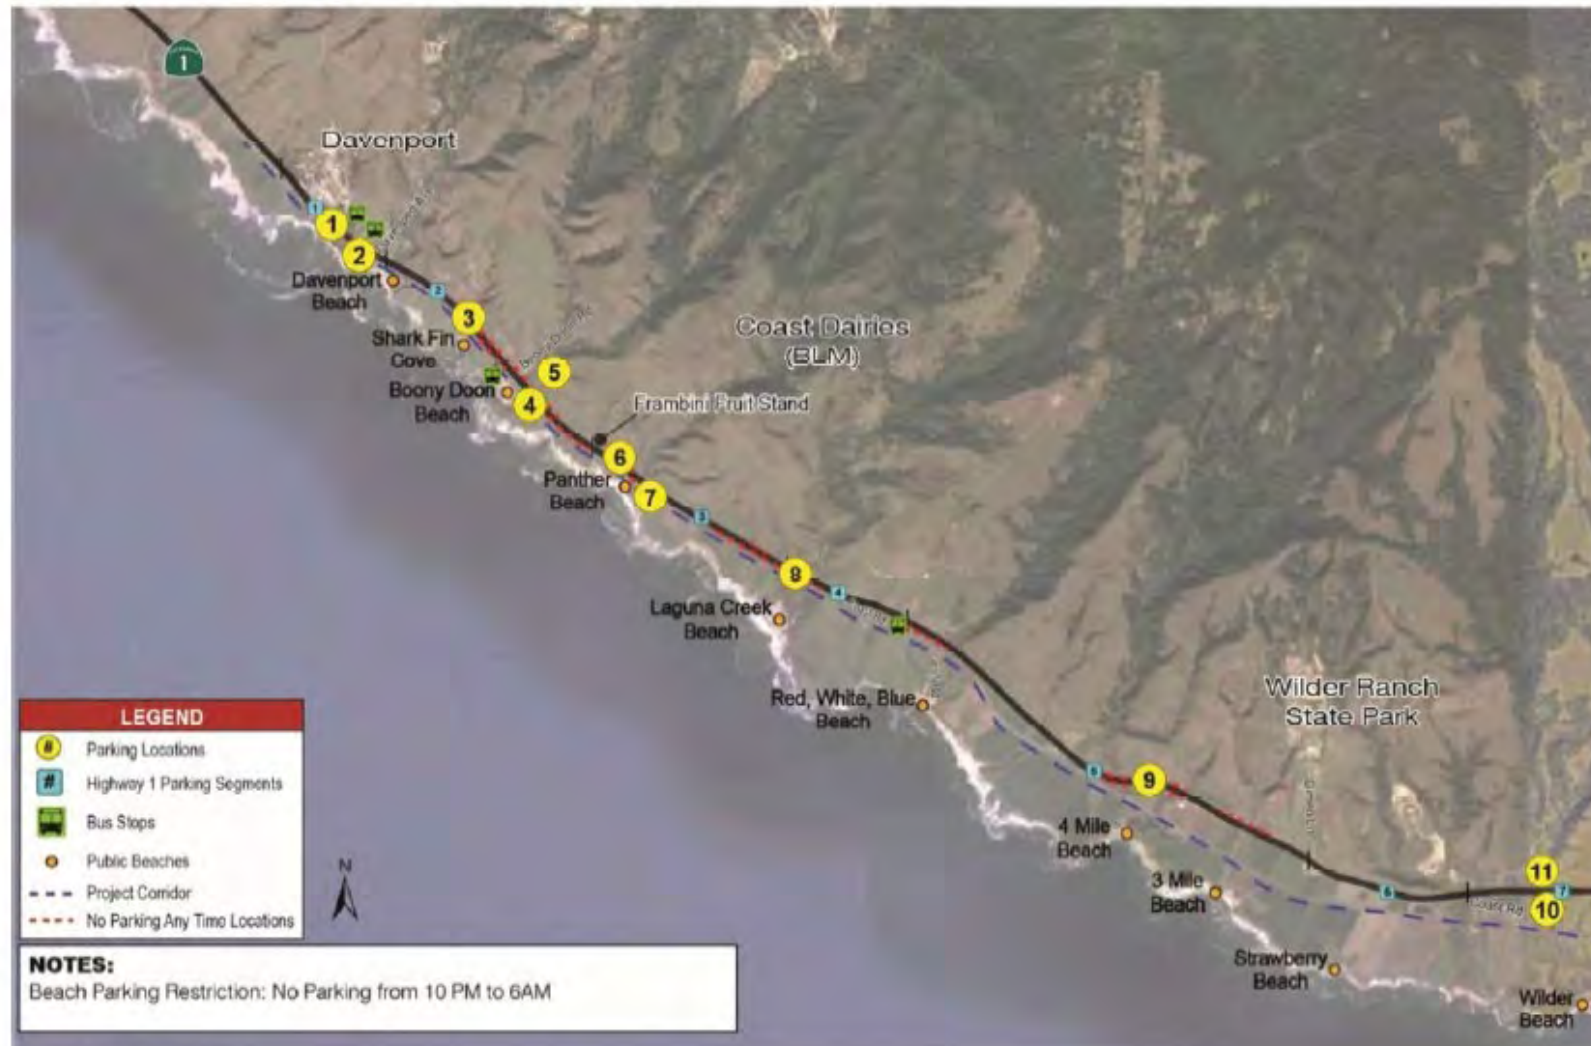 1
Davenport
1
1
2
Davenport
Beach
2
3
Shark Fin
Cove
5
Boony Doon
Beach
4
Coast Dairies
(BLM)
Frambini Fruit Stand
6
Panther
Beach
7
3
8
4
Laguna Creek
Beach
Red, White, Blue
Beach
Wilder Ranch
State Park
9
4 Mile
Beach
3 Mile
Beach
6
11
7
10
Coast Rd
Strawberry
Beach
Wilder
Beach
N
LEGEND
# Parking Locations
# Highway 1 Parking Segments
Bus Stops
Public Beaches
Project Corridor
No Parking Any Time Locations
NOTES:
Beach Parking Restriction: No Parking from 10 PM to 6AM